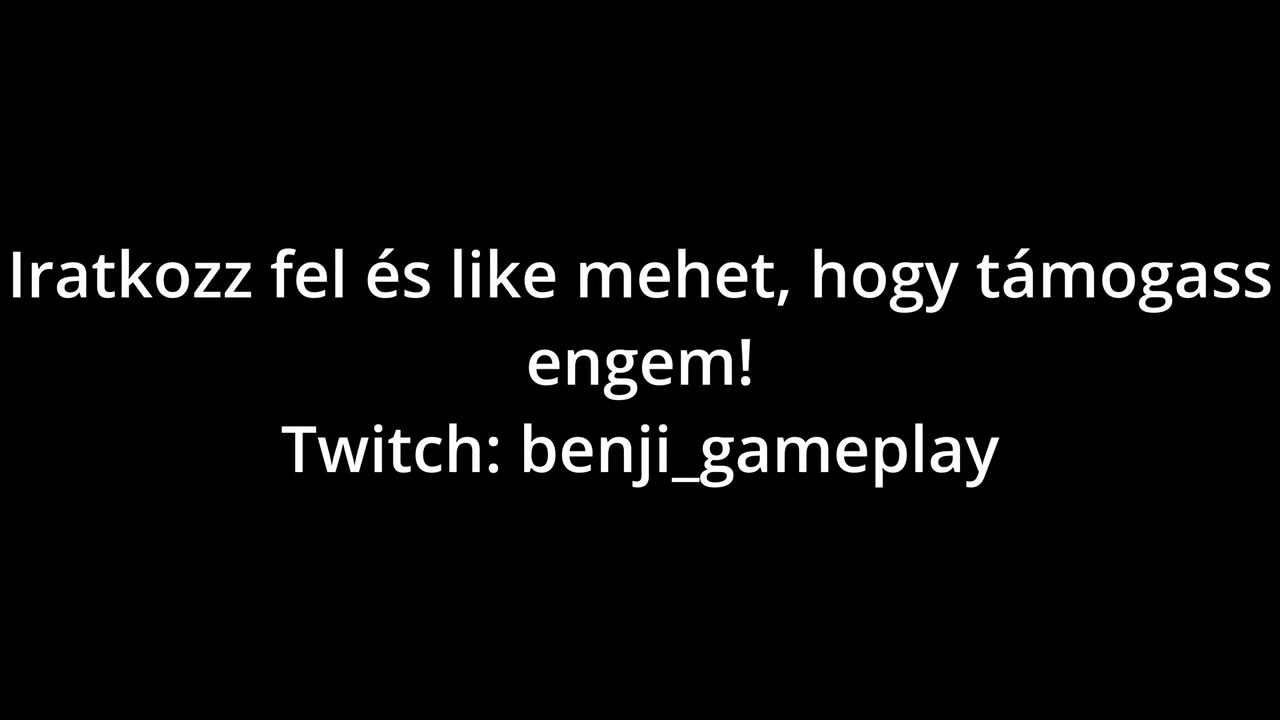 Iratkozz fel és like mehet, hogy támogass
engem!
Twitch: benji_gameplay